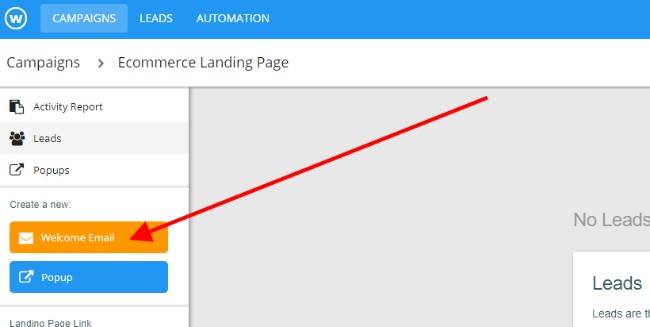 W CAMPAIGNS LEADS AUTOMATION
Campaigns > Ecommerce Landing Page
Activity Report
Leads
Popups
Create a new:
Welcome Email
Popup
Landing Page Link
No Leads
Leads
Leads are th